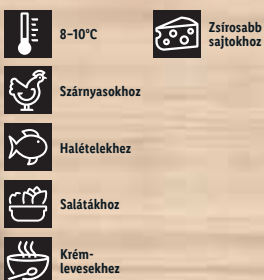 8–10°C
Zsírosabb
sajtokhoz
Szárnyasokhoz
Halételekhez
Salátákhoz
Krém-
levesekhez